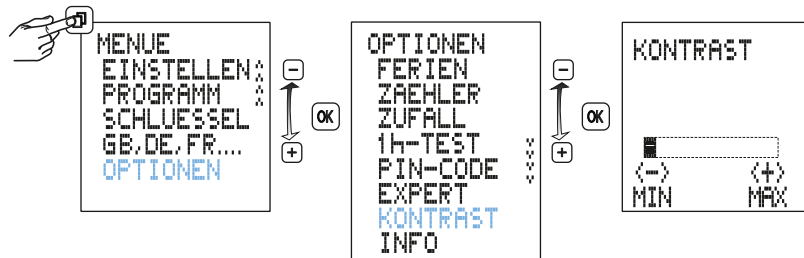 MENUE
EINSTELLEN
PROGRAMM
SCHLUESSEL
GB,DE,FR....
OPTIONEN
−
OK
+
OPTIONEN
FERIEN
ZAEHLER
ZUFALL
1h-TEST
PIN-CODE
EXPERT
KONTRAST
INFO
−
OK
+
KONTRAST
(−) (+)
MIN MAX